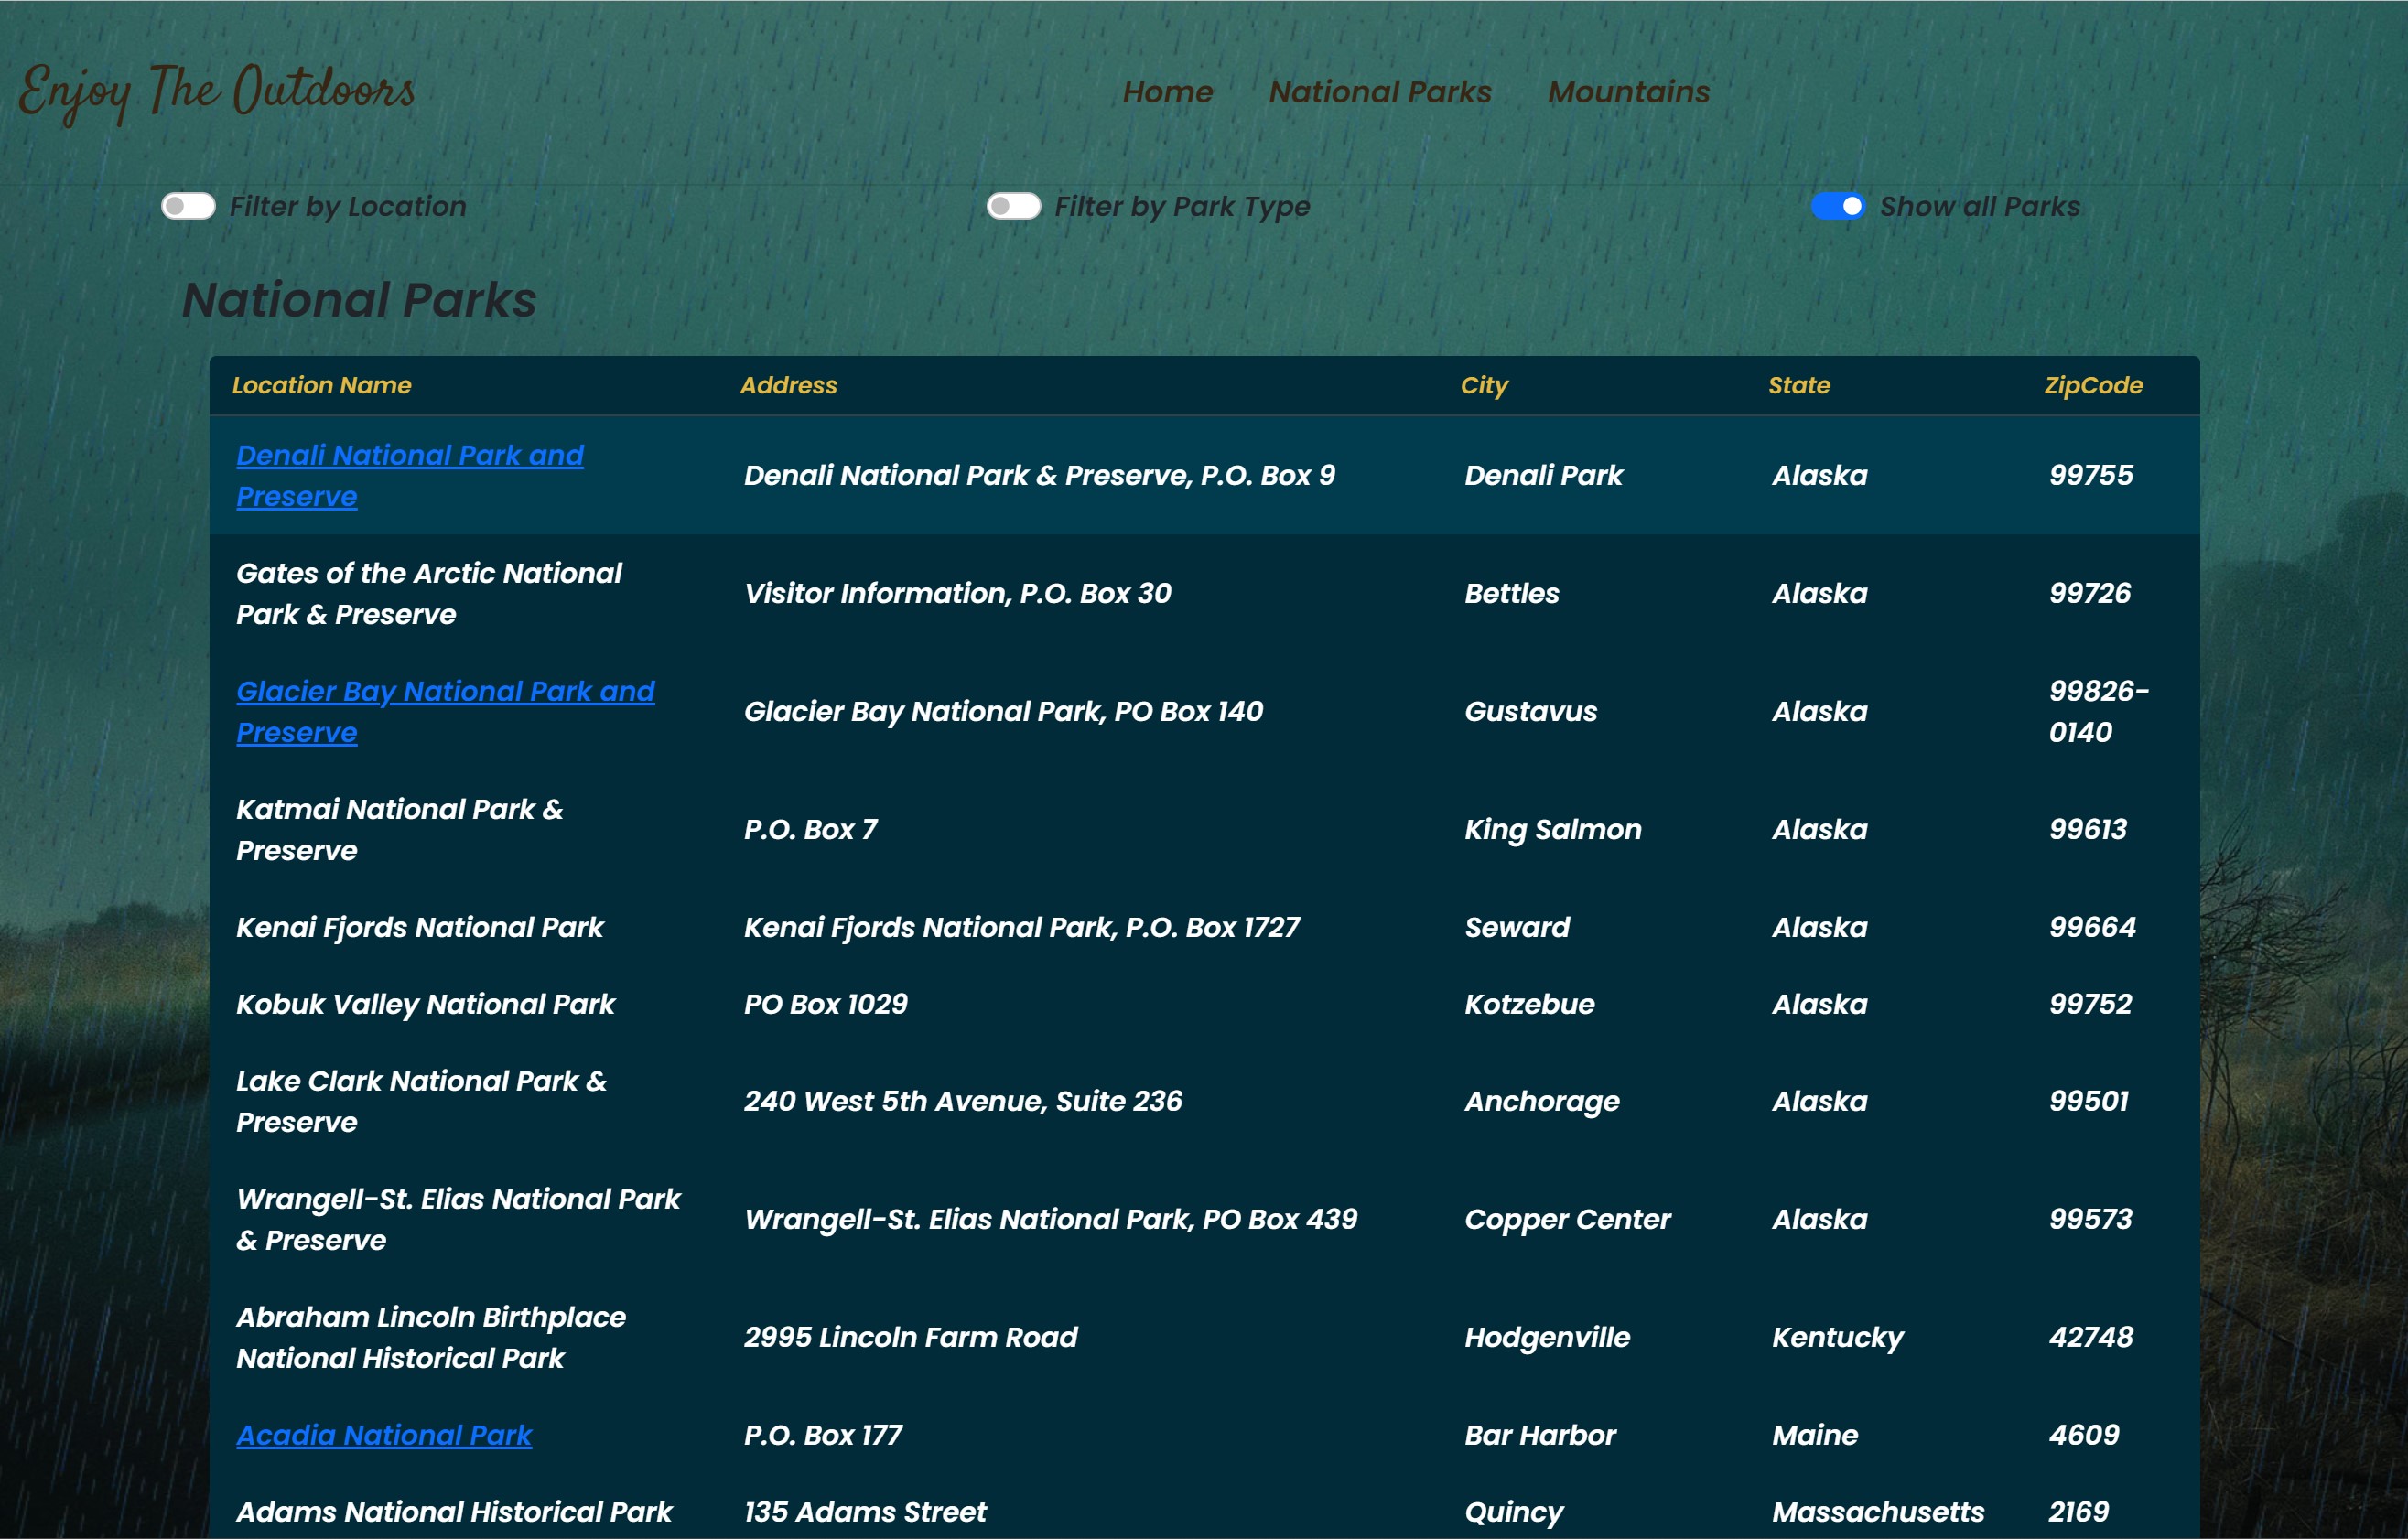 Enjoy The Outdoors
Home National Parks Mountains
Filter by Location Filter by Park Type Show all Parks
National Parks
Location Name Address City State ZipCode
Denali National Park and
Preserve
Denali National Park & Preserve, P.O. Box 9 Denali Park Alaska 99755
Gates of the Arctic National
Park & Preserve
Visitor Information, P.O. Box 30 Bettles Alaska 99726
Glacier Bay National Park and
Preserve
Glacier Bay National Park, PO Box 140 Gustavus Alaska
99826-
0140
Katmai National Park &
Preserve
P.O. Box 7 King Salmon Alaska 99613
Kenai Fjords National Park Kenai Fjords National Park, P.O. Box 1727 Seward Alaska 99664
Kobuk Valley National Park PO Box 1029 Kotzebue Alaska 99752
Lake Clark National Park &
Preserve
240 West 5th Avenue, Suite 236 Anchorage Alaska 99501
Wrangell-St. Elias National Park
& Preserve
Wrangell-St. Elias National Park, PO Box 439 Copper Center Alaska 99573
Abraham Lincoln Birthplace
National Historical Park
2995 Lincoln Farm Road Hodgenville Kentucky 42748
Acadia National Park P.O. Box 177 Bar Harbor Maine 4609
Adams National Historical Park 135 Adams Street Quincy Massachusetts 2169